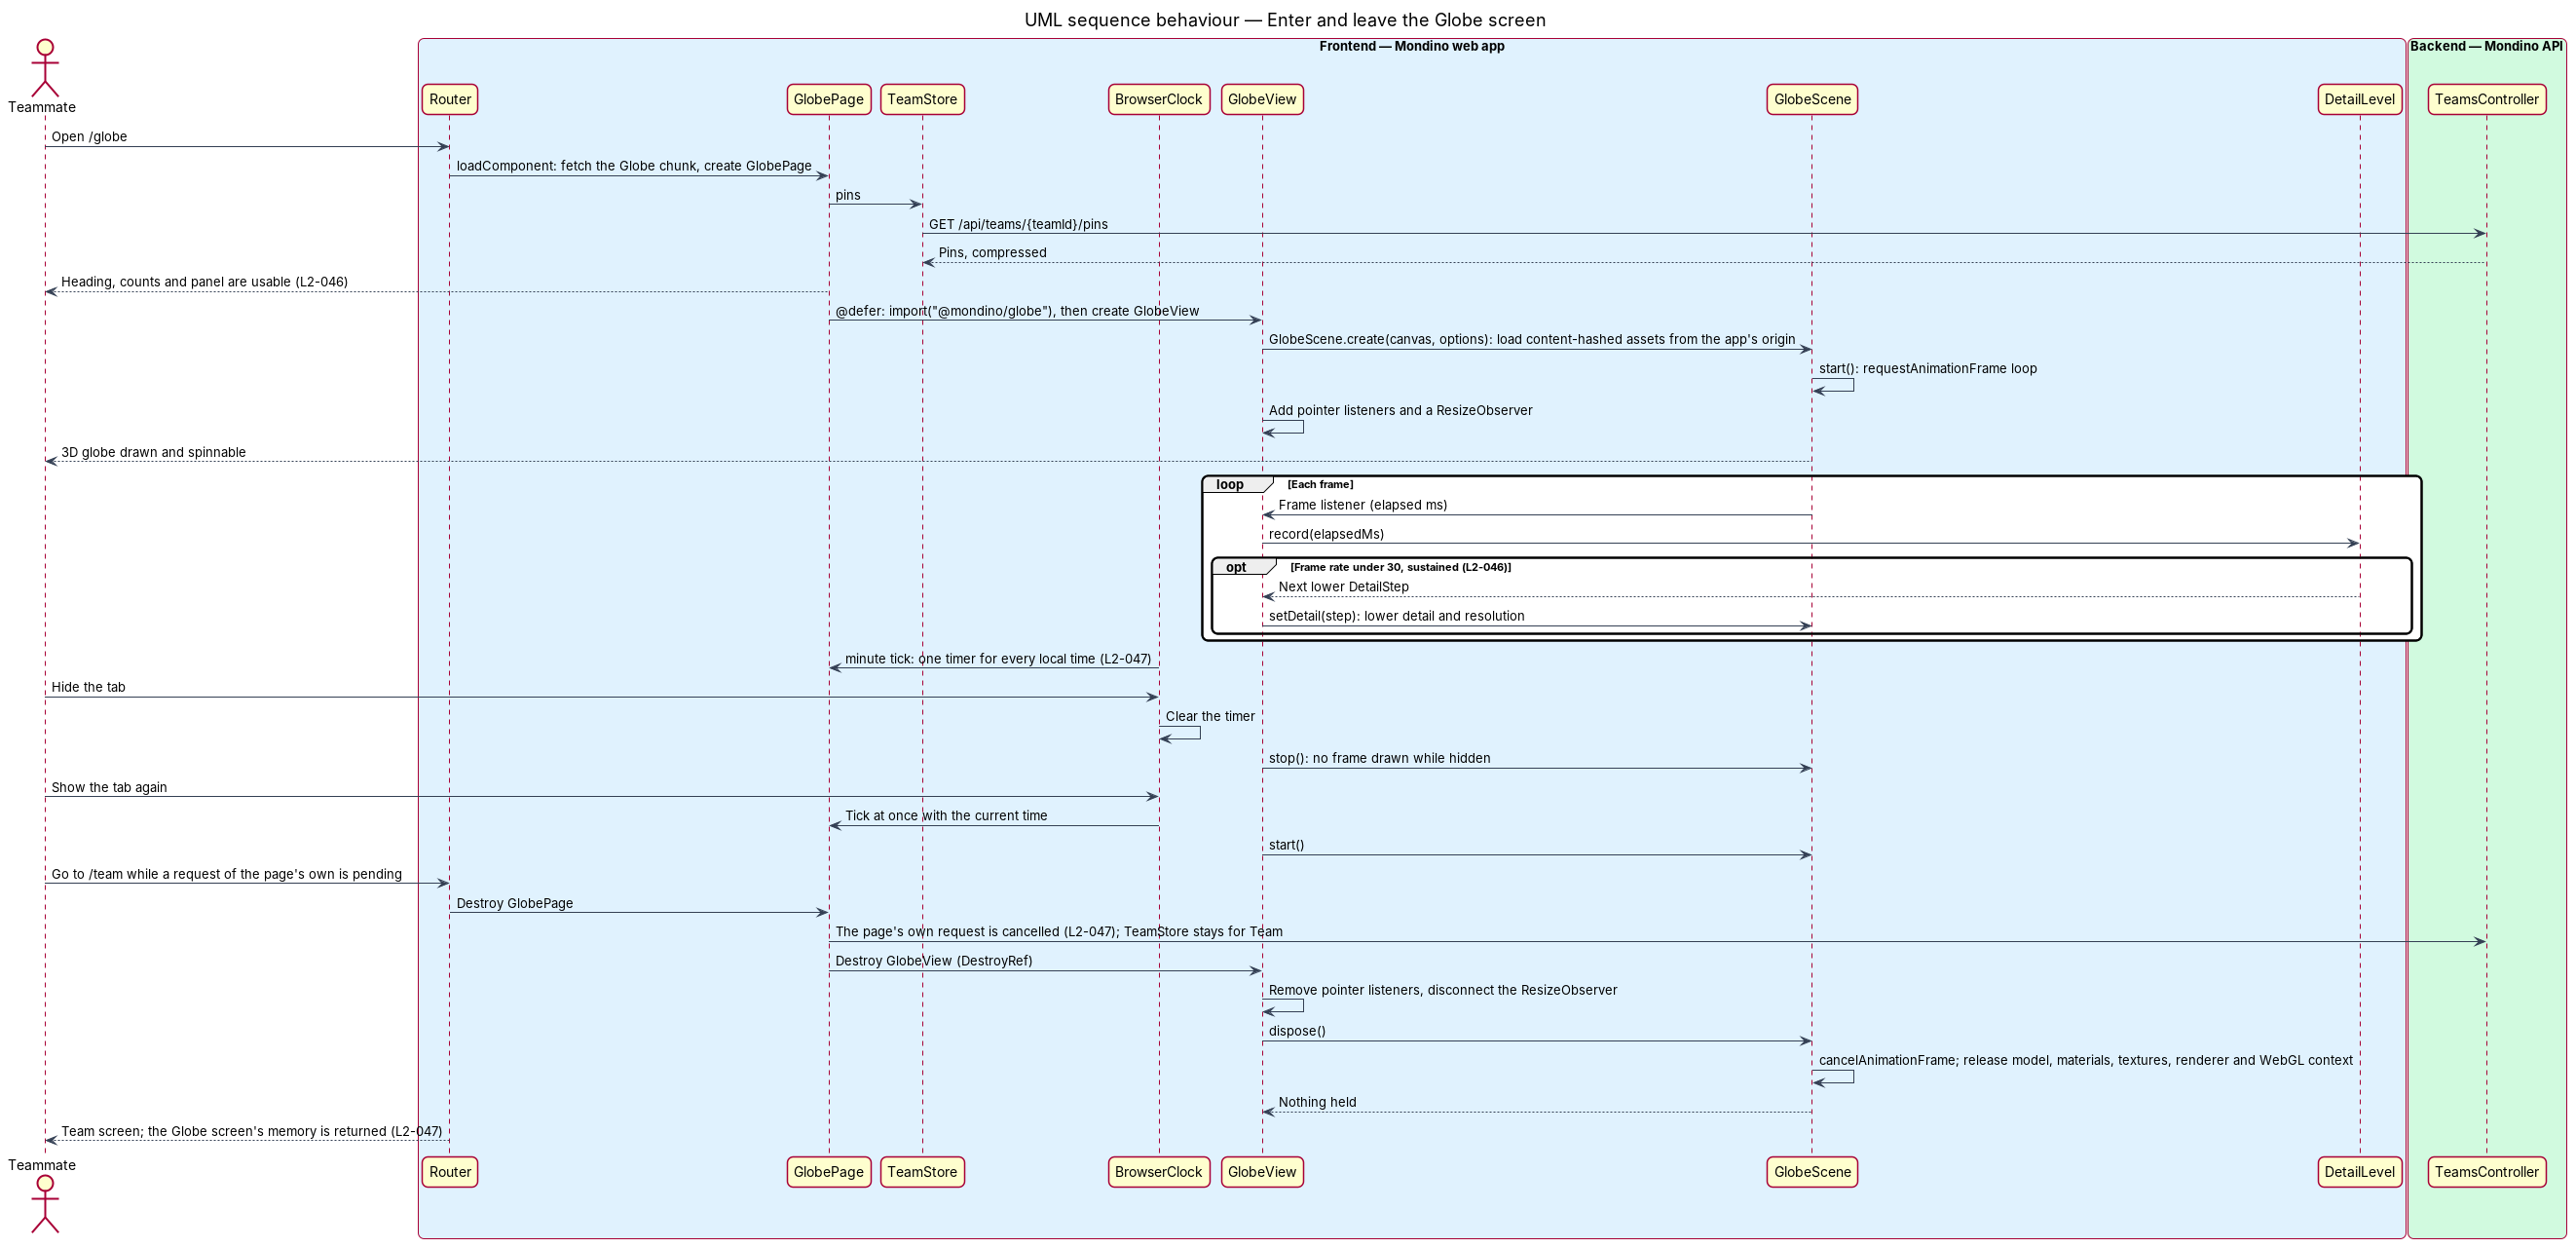 UML sequence behaviour — Enter and leave the Globe screen
Frontend — Mondino web app
Backend — Mondino API
Teammate
Router
GlobePage
TeamStore
BrowserClock
GlobeView
GlobeScene
DetailLevel
TeamsController
Open /globe
loadComponent: fetch the Globe chunk, create GlobePage
pins
GET /api/teams/{teamId}/pins
Pins, compressed
Heading, counts and panel are usable (L2-046)
@defer: import("@mondino/globe"), then create GlobeView
GlobeScene.create(canvas, options): load content-hashed assets from the app's origin
start(): requestAnimationFrame loop
Add pointer listeners and a ResizeObserver
3D globe drawn and spinnable
loop [Each frame]
Frame listener (elapsed ms)
record(elapsedMs)
opt [Frame rate under 30, sustained (L2-046)]
Next lower DetailStep
setDetail(step): lower detail and resolution
minute tick: one timer for every local time (L2-047)
Hide the tab
Clear the timer
stop(): no frame drawn while hidden
Show the tab again
Tick at once with the current time
start()
Go to /team while a request of the page's own is pending
Destroy GlobePage
The page's own request is cancelled (L2-047); TeamStore stays for Team
Destroy GlobeView (DestroyRef)
Remove pointer listeners, disconnect the ResizeObserver
dispose()
cancelAnimationFrame; release model, materials, textures, renderer and WebGL context
Nothing held
Team screen; the Globe screen's memory is returned (L2-047)
Teammate
Router
GlobePage
TeamStore
BrowserClock
GlobeView
GlobeScene
DetailLevel
TeamsController